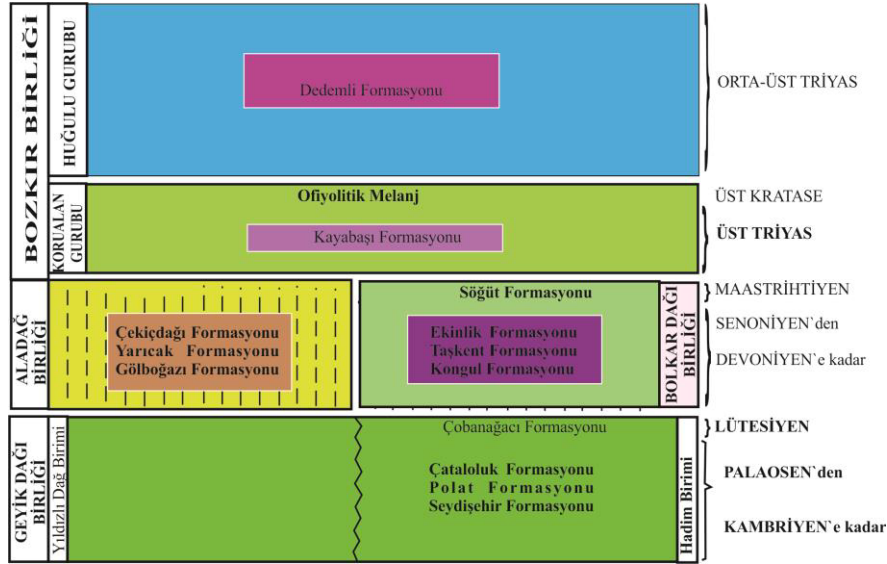 BOZKIR BİRLİĞİ
HUĞULU GURUBU
Dedemli Formasyonu
ORTA-ÜST TRİYAS
KORUALAN
GURUBU
Ofiyolitik Melanj
Kayabaşı Formasyonu
ÜST KRATASE
ÜST TRİYAS
ALADAĞ
BİRLİĞİ
Çekiçdağı Formasyonu
Yarıcak Formasyonu
Gölboğazı Formasyonu
Söğüt Formasyonu
Ekinlik Formasyonu
Taşkent Formasyonu
Kongul Formasyonu
BOLKAR DAĞI
BİRLİĞİ
MAASTRİHTİYEN
SENONİYEN`den
DEVONİYEN`e kadar
GEYİK DAĞI
BİRLİĞİ
Yıldızlı Dağ Birimi
Çobanağacı Formasyonu
Çataloluk Formasyonu
Polat Formasyonu
Seydişehir Formasyonu
Hadim Birimi
LÜTESİYEN
PALAOSEN`den
KAMBRİYEN`e kadar